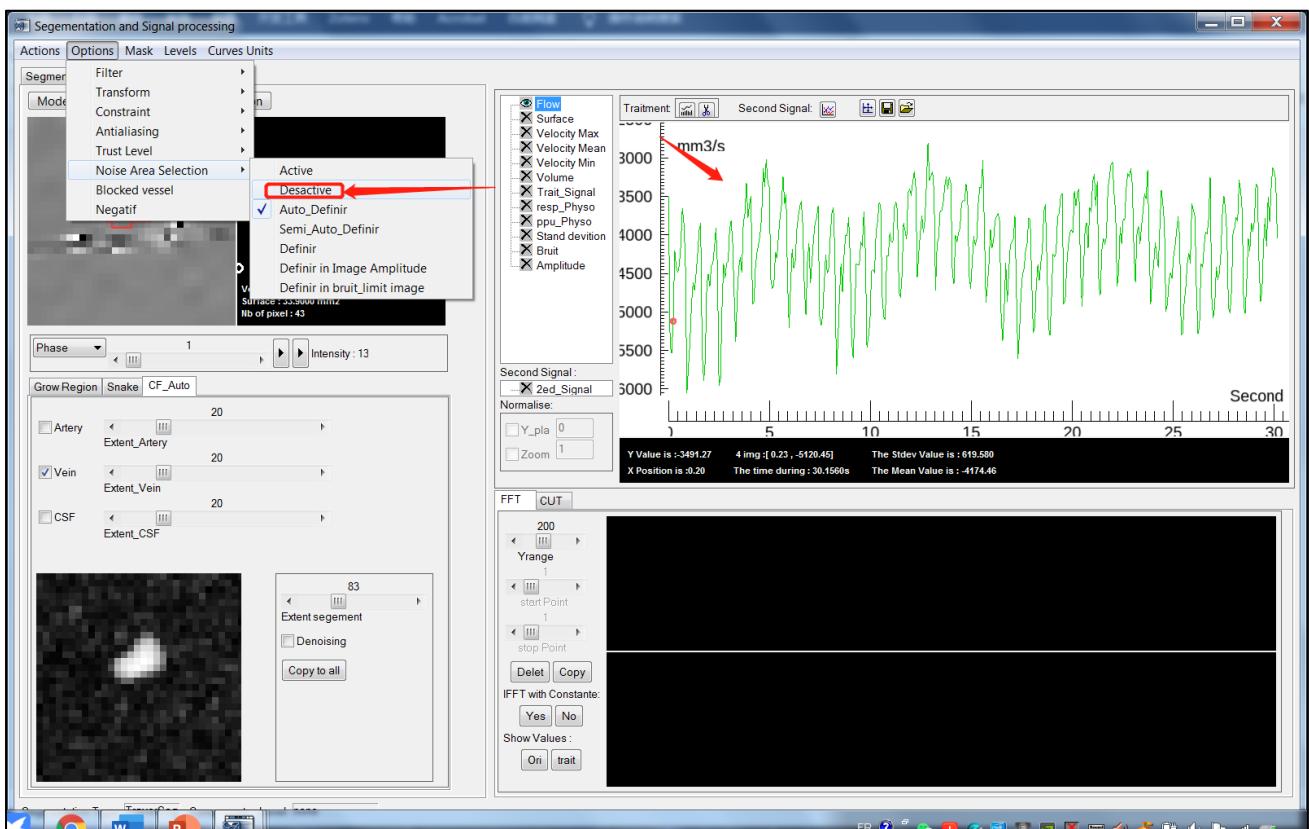 Segementation and Signal processing
Actions Options Mask Levels Curves Units
Segmen
Filter
Transform
Constraint
Antialiasing
Trust Level
Noise Area Selection
Blocked vessel
Negatif
Active
Desactive
Auto_Definir
Semi_Auto_Definir
Definir
Definir in Image Amplitude
Definir in bruit_limit image
Mode
on
Surface : 33.9000 mm2
Nb of pixel : 43
Phase
1
Intensity : 13
Grow Region Snake CF_Auto
20
Artery
Extent_Artery
20
Vein
Extent_Vein
20
CSF
Extent_CSF
83
Extent segement
Denoising
Copy to all
Flow
Surface
Velocity Max
Velocity Mean
Velocity Min
Volume
Trait_Signal
resp_Physo
ppu_Physo
Stand devition
Bruit
Amplitude
Second Signal :
2ed_Signal
Normalise:
Y_pla 0
Zoom 1
Traitment Second Signal:
mm3/s
3000
3500
4000
4500
5000
5500
6000
Second
5 10 15 20 25 30
Y Value is :-3491.27 4 img :[ 0.23 , -5120.45] The Stdev Value is : 619.580
X Position is :0.20 The time during : 30.1560s The Mean Value is : -4174.46
FFT CUT
200
Yrange
1
start Point
1
stop Point
Delet Copy
IFFT with Constante:
Yes No
Show Values :
Ori trait
FR